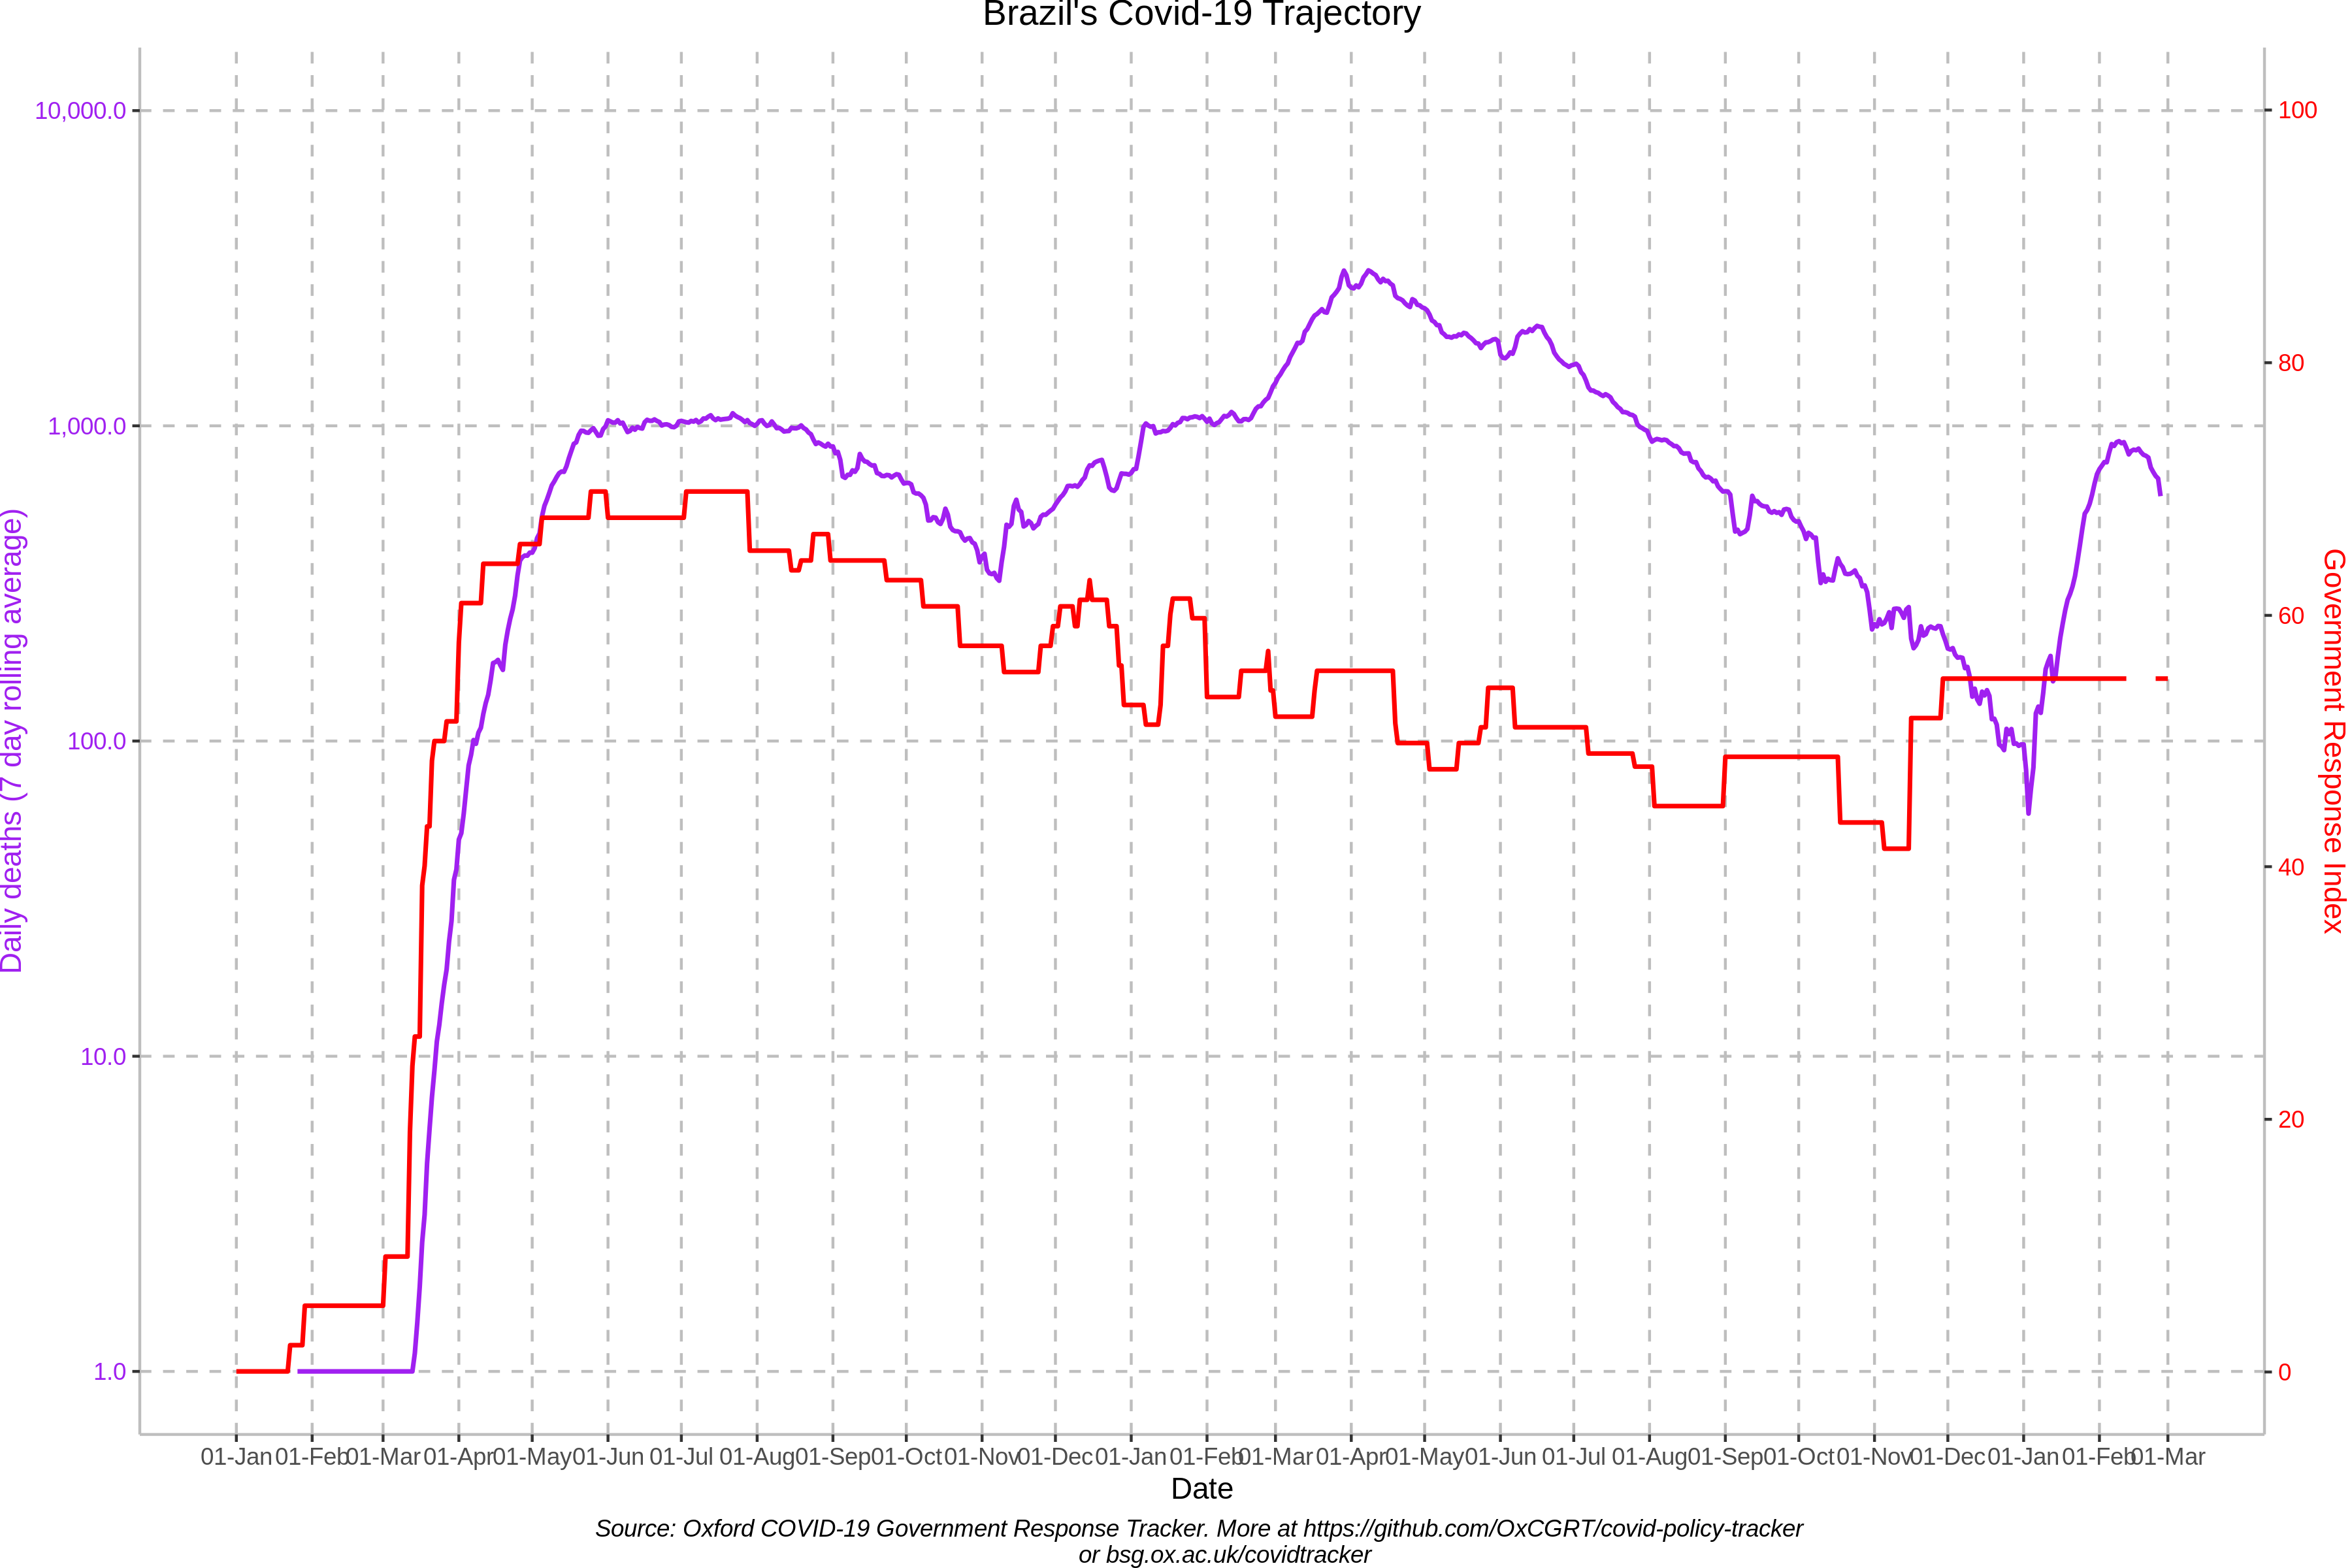 Brazil's Covid-19 Trajectory
10,000.0
1,000.0
100.0
10.0
1.0
Daily deaths (7 day rolling average)
100
80
60
40
20
0
Government Response Index
01-Jan 01-Feb 01-Mar 01-Apr 01-May 01-Jun 01-Jul 01-Aug 01-Sep 01-Oct 01-Nov 01-Dec 01-Jan 01-Feb 01-Mar 01-Apr 01-May 01-Jun 01-Jul 01-Aug 01-Sep 01-Oct 01-Nov 01-Dec 01-Jan 01-Feb 01-Mar
Date
Source: Oxford COVID-19 Government Response Tracker. More at https://github.com/OxCGRT/covid-policy-tracker
or bsg.ox.ac.uk/covidtracker